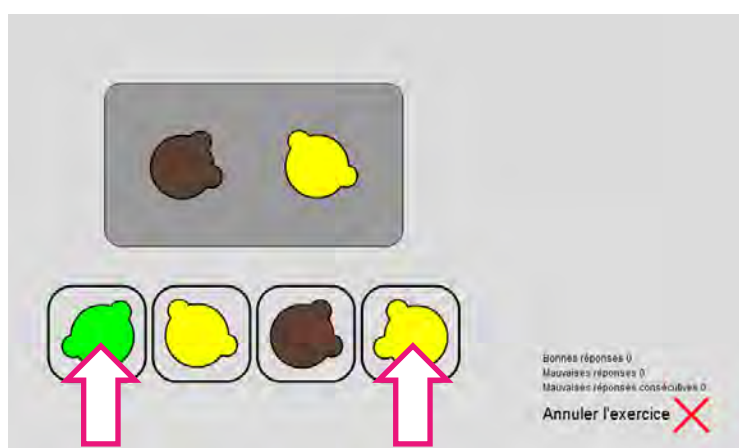 Bonnes réponses 0
Mauvaises réponses 0
Mauvaises réponses consécutives 0
Annuler l'exercice